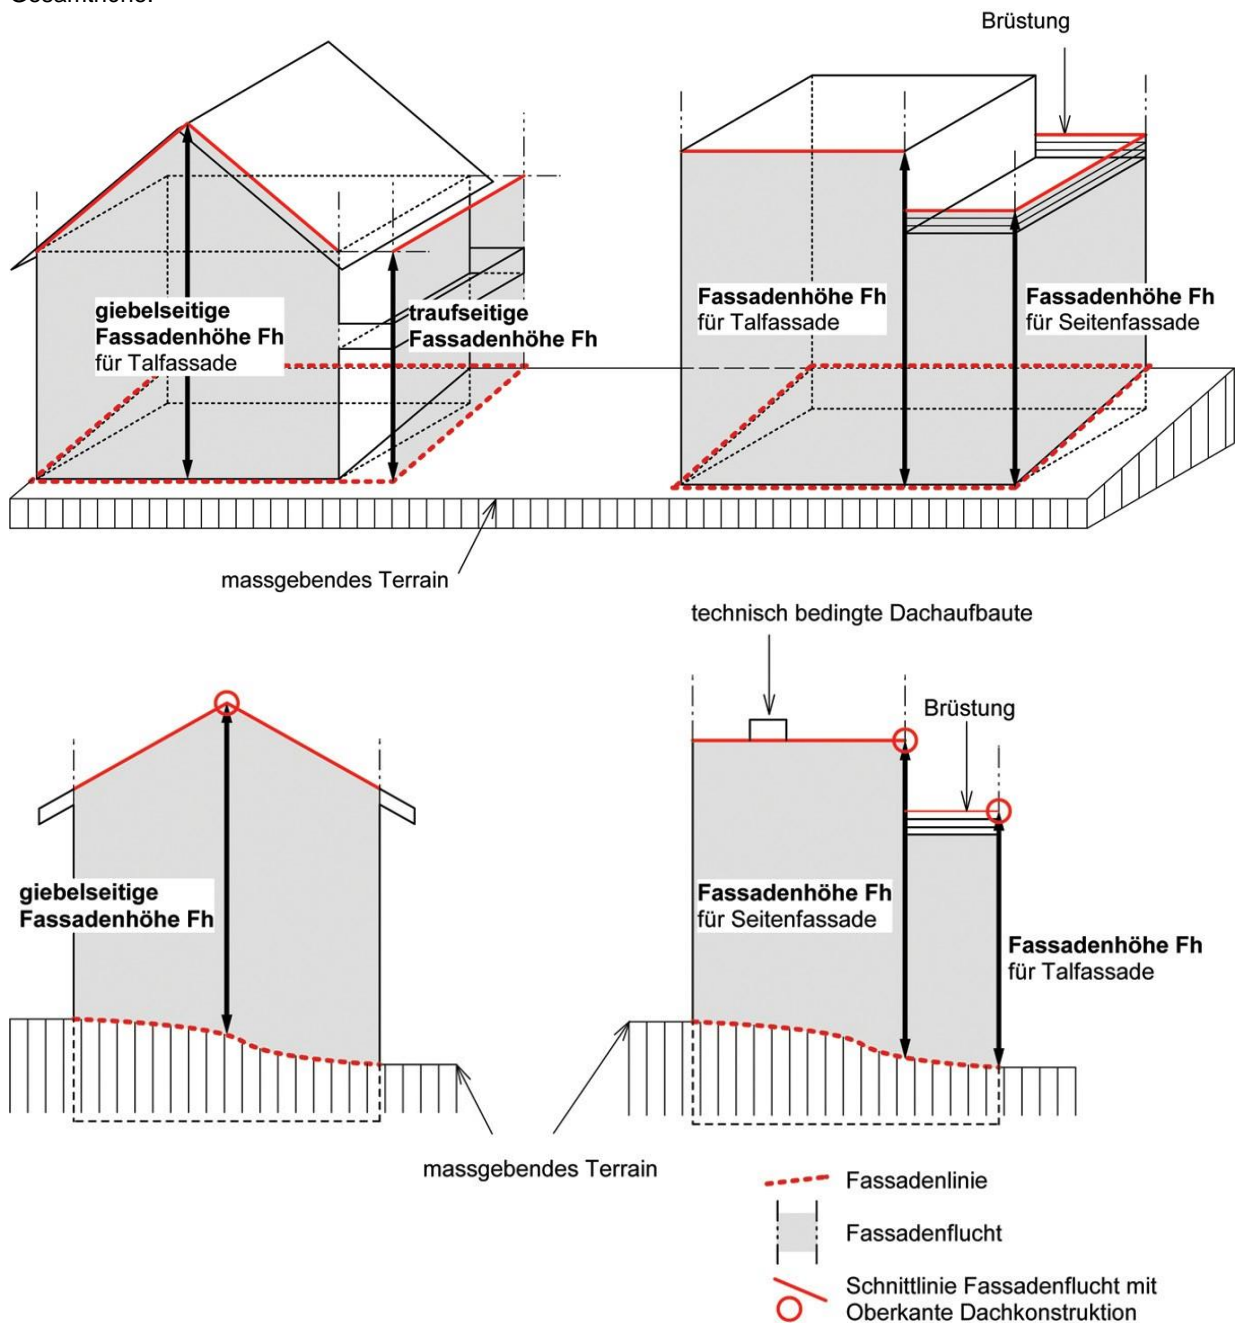 Gesamthöhe.
Brüstung
giebelseitige
Fassadenhöhe Fh
für Talfassade
traufseitige
Fassadenhöhe Fh
Fassadenhöhe Fh
für Talfassade
Fassadenhöhe Fh
für Seitenfassade
massgebendes Terrain
technisch bedingte Dachaufbaute
Brüstung
giebelseitige
Fassadenhöhe Fh
Fassadenhöhe Fh
für Seitenfassade
Fassadenhöhe Fh
für Talfassade
massgebendes Terrain
Fassadenlinie
Fassadenflucht
Schnittlinie Fassadenflucht mit
Oberkante Dachkonstruktion